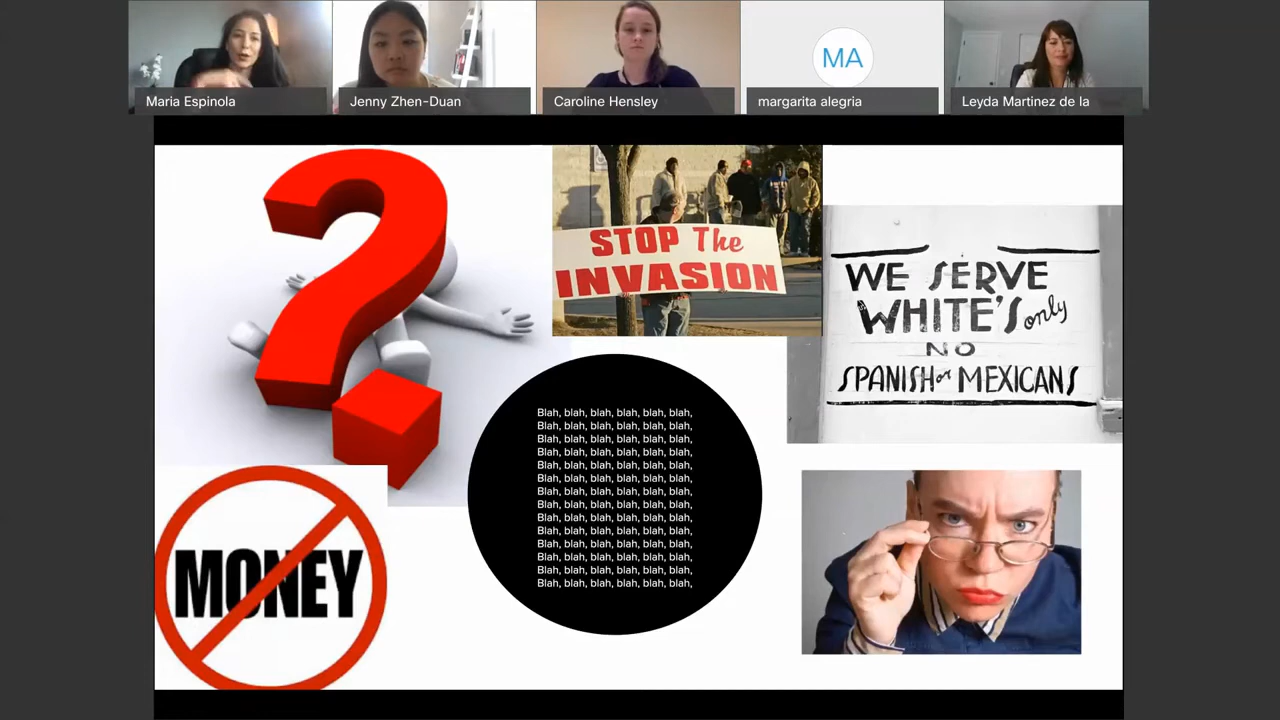 Maria Espinola
Jenny Zhen-Duan
Caroline Hensley
MA
margarita alegria
Leyda Martinez de la
?
STOP The
INVASION
WE SERVE
WHITE'S only
NO
SPANISH or MEXICANS
Blah, blah, blah, blah, blah, blah,
Blah, blah, blah, blah, blah, blah,
Blah, blah, blah, blah, blah, blah,
Blah, blah, blah, blah, blah, blah,
Blah, blah, blah, blah, blah, blah,
Blah, blah, blah, blah, blah, blah,
Blah, blah, blah, blah, blah, blah,
Blah, blah, blah, blah, blah, blah,
Blah, blah, blah, blah, blah, blah,
Blah, blah, blah, blah, blah, blah,
Blah, blah, blah, blah, blah, blah,
Blah, blah, blah, blah, blah, blah,
Blah, blah, blah, blah, blah, blah,
Blah, blah, blah, blah, blah, blah,
MONEY